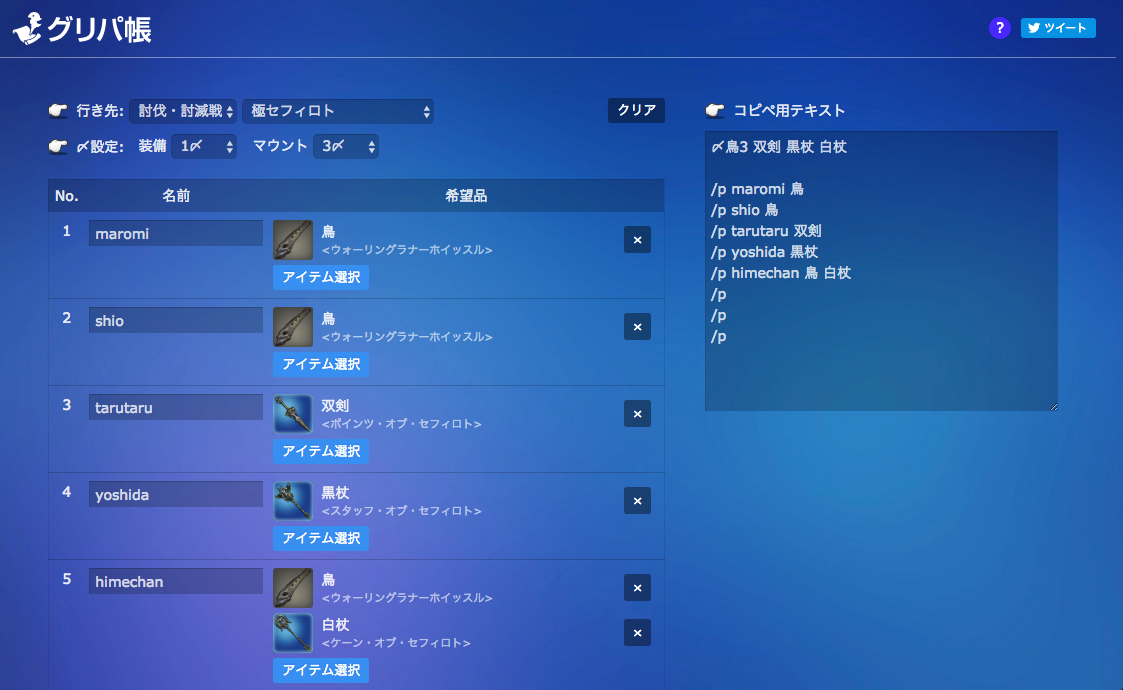 グリパ帳
?
ツイート
行き先: 討伐・討滅戦 極セフィロト クリア
〆設定: 装備 1〆 マウント 3〆
No. 名前 希望品
1 maromi 鳥 ×
<ウォーリングラナーホイッスル>
アイテム選択
2 shio 鳥 ×
<ウォーリングラナーホイッスル>
アイテム選択
3 tarutaru 双剣 ×
<ポインツ・オブ・セフィロト>
アイテム選択
4 yoshida 黒杖 ×
<スタッフ・オブ・セフィロト>
アイテム選択
5 himechan 鳥 ×
<ウォーリングラナーホイッスル>
白杖 ×
<ケーン・オブ・セフィロト>
アイテム選択
コピペ用テキスト
〆鳥3 双剣 黒杖 白杖
/p maromi 鳥
/p shio 鳥
/p tarutaru 双剣
/p yoshida 黒杖
/p himechan 鳥 白杖
/p
/p
/p